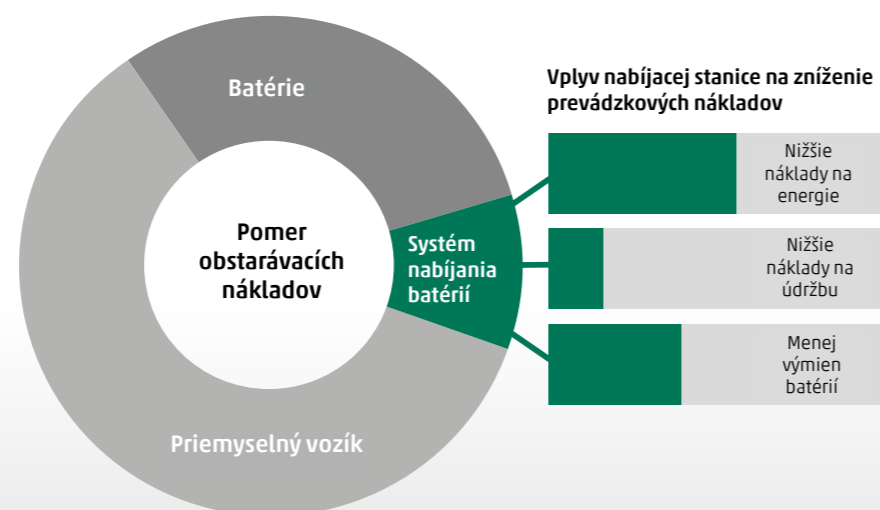 Batérie
Pomer
obstarávacích
nákladov
Systém
nabíjania
batérií
Priemyselný vozík
Vplyv nabíjacej stanice na zníženie
prevádzkových nákladov
Nižšie
náklady na
energie
Nižšie
náklady na
údržbu
Menej
výmien
batérií